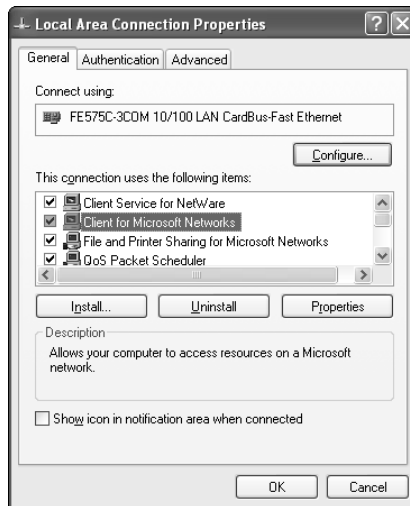 Local Area Connection Properties
General Authentication Advanced
Connect using:
FE575C-3COM 10/100 LAN CardBus-Fast Ethernet
Configure...
This connection uses the following items:
Client Service for NetWare
Client for Microsoft Networks
File and Printer Sharing for Microsoft Networks
QoS Packet Scheduler
Install... Uninstall Properties
Description
Allows your computer to access resources on a Microsoft
network.
Show icon in notification area when connected
OK Cancel